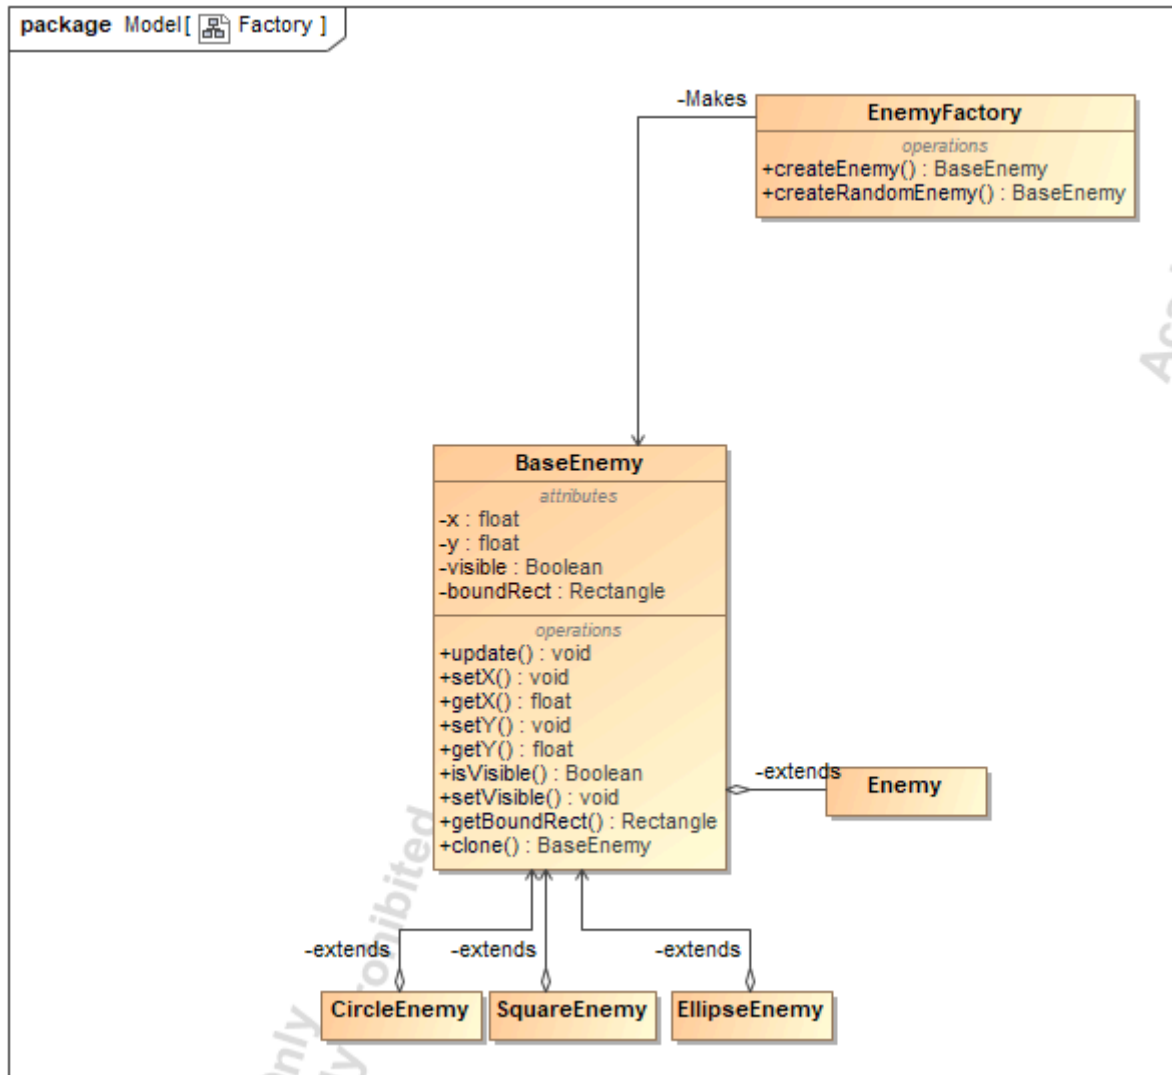 package Model[ Factory ]
-Makes
EnemyFactory
operations
+createEnemy() : BaseEnemy
+createRandomEnemy() : BaseEnemy
BaseEnemy
attributes
-x : float
-y : float
-visible : Boolean
-boundRect : Rectangle
operations
+update() : void
+setX() : void
+getX() : float
+setY() : void
+getY() : float
+isVisible() : Boolean
+setVisible() : void
+getBoundRect() : Rectangle
+clone() : BaseEnemy
-extends
Enemy
-extends
-extends
-extends
CircleEnemy
SquareEnemy
EllipseEnemy